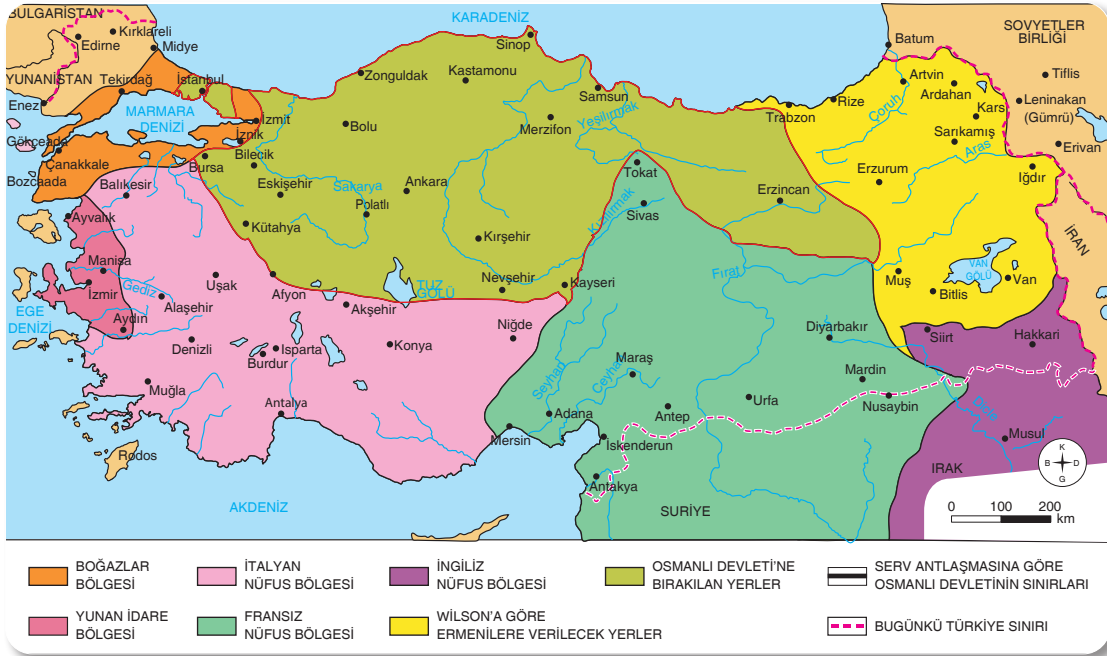 BULGARİSTAN
KARADENİZ
SOVYETLER
BİRLİĞİ
Kırklareli
Edirne
Midye
Sinop
Batum
YUNANİSTAN
Tekirdağ
İstanbul
Zonguldak
Kastamonu
Samsun
Artvin
Ardahan
Tiflis
Enez
MARMARA
DENİZİ
İzmit
Bolu
Merzifon
Yeşilırmak
Trabzon
Rize
Çoruh
Kars
Leninakan
(Gümrü)
Gökçeada
İznik
Sarıkamış
Aras
Erivan
Çanakkale
Bursa
Bilecik
Tokat
Erzurum
Iğdır
Bozcaada
Balıkesir
Eskişehir
Sakarya
Ankara
Polatlı
Kızılırmak
Sivas
Erzincan
Ayvalık
Kütahya
Kırşehir
İRAN
Manisa
İzmir
Gediz
Uşak
Afyon
TUZ
GÖLÜ
Nevşehir
Kayseri
Fırat
Muş
VAN
GÖLÜ
Van
Bitlis
EGE
DENİZİ
Alaşehir
Akşehir
Aydın
Denizli
Isparta
Burdur
Konya
Niğde
Diyarbakır
Siirt
Hakkari
Muğla
Seyhan
Ceyhan
Maraş
Mardin
Antalya
Adana
Antep
Urfa
Nusaybin
Dicle
Mersin
İskenderun
Musul
Rodos
Antakya
IRAK
K
B D
G
AKDENİZ
SURİYE
0 100 200
km
BOĞAZLAR
BÖLGESİ
İTALYAN
NÜFUS BÖLGESİ
İNGİLİZ
NÜFUS BÖLGESİ
OSMANLI DEVLETİ’NE
BIRAKILAN YERLER
SERV ANTLAŞMASINA GÖRE
OSMANLI DEVLETİNİN SINIRLARI
YUNAN İDARE
BÖLGESİ
FRANSIZ
NÜFUS BÖLGESİ
WİLSON’A GÖRE
ERMENİLERE VERİLECEK YERLER
BUGÜNKÜ TÜRKİYE SINIRI